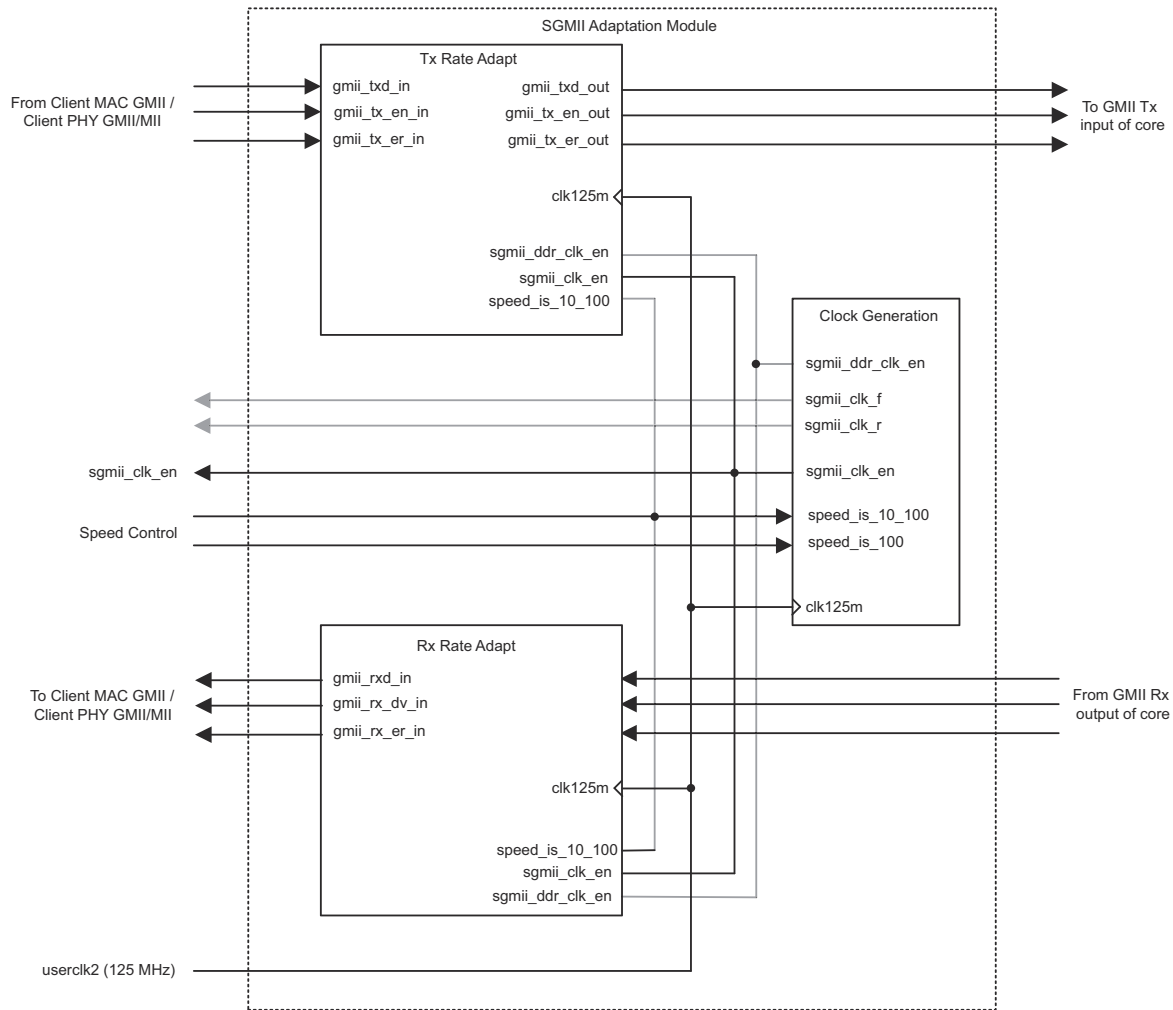 SGMII Adaptation Module
Tx Rate Adapt
From Client MAC GMII /
Client PHY GMII/MII
gmii_txd_in
gmii_tx_en_in
gmii_tx_er_in
gmii_txd_out
gmii_tx_en_out
gmii_tx_er_out
To GMII Tx
input of core
clk125m
sgmii_ddr_clk_en
sgmii_clk_en
speed_is_10_100
Clock Generation
sgmii_ddr_clk_en
sgmii_clk_f
sgmii_clk_r
sgmii_clk_en
speed_is_10_100
speed_is_100
clk125m
sgmii_clk_en
Speed Control
Rx Rate Adapt
To Client MAC GMII /
Client PHY GMII/MII
gmii_rxd_in
gmii_rx_dv_in
gmii_rx_er_in
From GMII Rx
output of core
clk125m
speed_is_10_100
sgmii_clk_en
sgmii_ddr_clk_en
userclk2 (125 MHz)